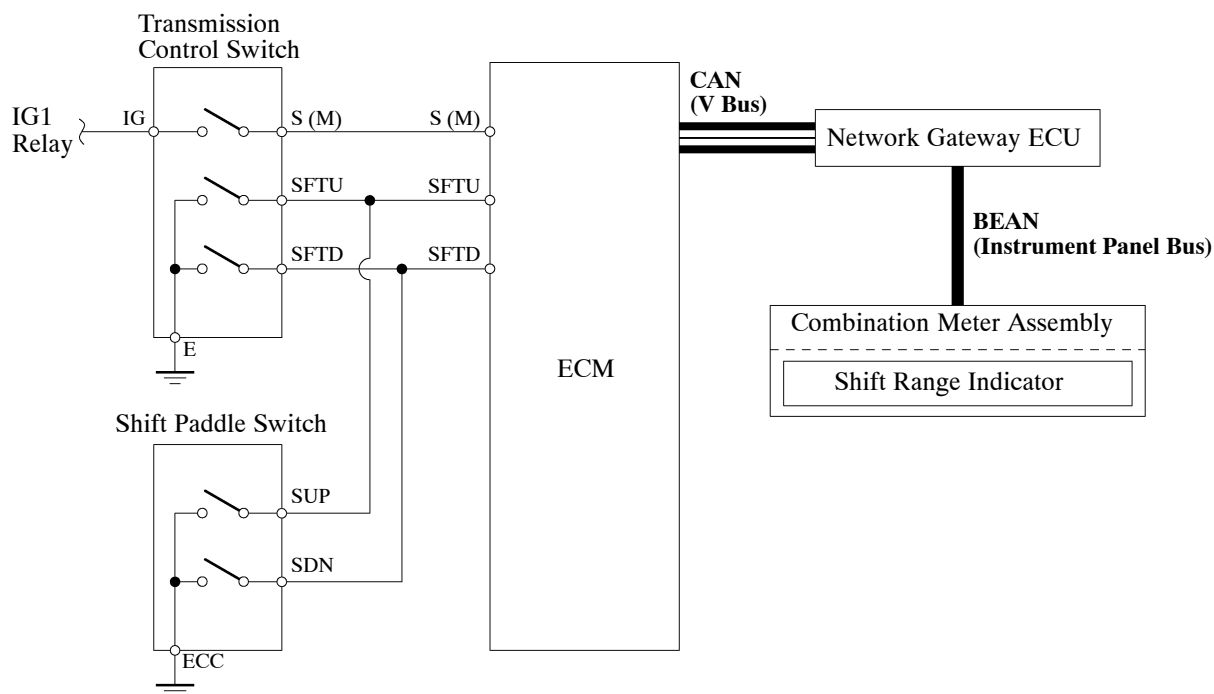 Transmission
Control Switch
IG1
Relay
IG
S (M)
S (M)
SFTU
SFTU
SFTD
SFTD
E
Shift Paddle Switch
SUP
SDN
ECC
ECM
CAN
(V Bus)
Network Gateway ECU
BEAN
(Instrument Panel Bus)
Combination Meter Assembly
Shift Range Indicator